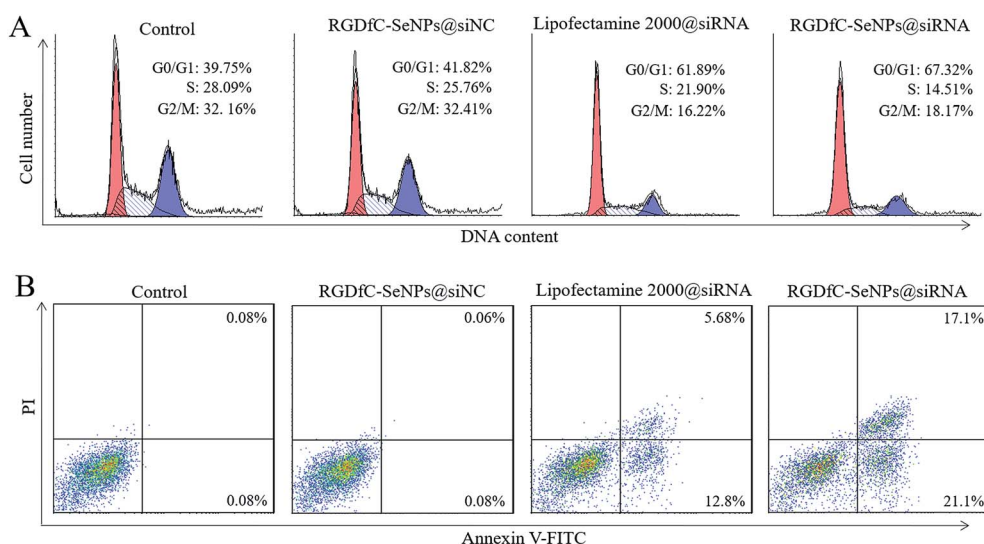 A
Control
RGDfC-SeNPs@siNC
Lipofectamine 2000@siRNA
RGDfC-SeNPs@siRNA
G0/G1: 39.75%
S: 28.09%
G2/M: 32. 16%
G0/G1: 41.82%
S: 25.76%
G2/M: 32.41%
G0/G1: 61.89%
S: 21.90%
G2/M: 16.22%
G0/G1: 67.32%
S: 14.51%
G2/M: 18.17%
Cell number
DNA content
B
Control
RGDfC-SeNPs@siNC
Lipofectamine 2000@siRNA
RGDfC-SeNPs@siRNA
0.08%
0.06%
5.68%
17.1%
PI
0.08%
0.08%
12.8%
21.1%
Annexin V-FITC